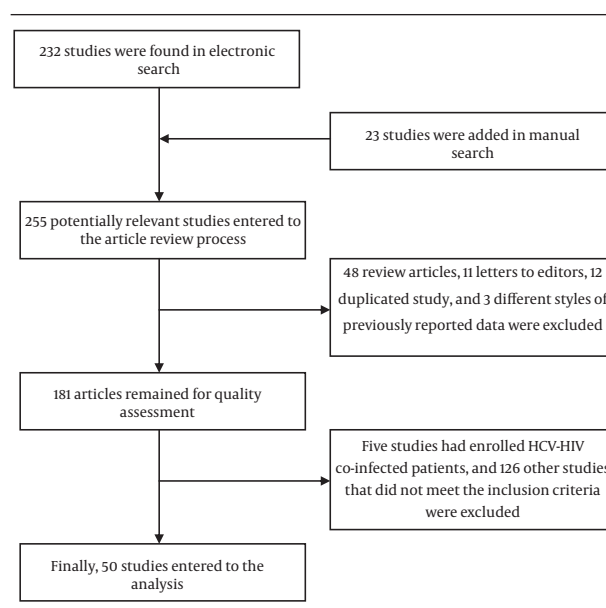 232 studies were found in electronic
search
23 studies were added in manual
search
255 potentially relevant studies entered to
the article review process
48 review articles, 11 letters to editors, 12
duplicated study, and 3 different styles of
previously reported data were excluded
181 articles remained for quality
assessment
Five studies had enrolled HCV-HIV
co-infected patients, and 126 other studies
that did not meet the inclusion criteria
were excluded
Finally, 50 studies entered to the
analysis